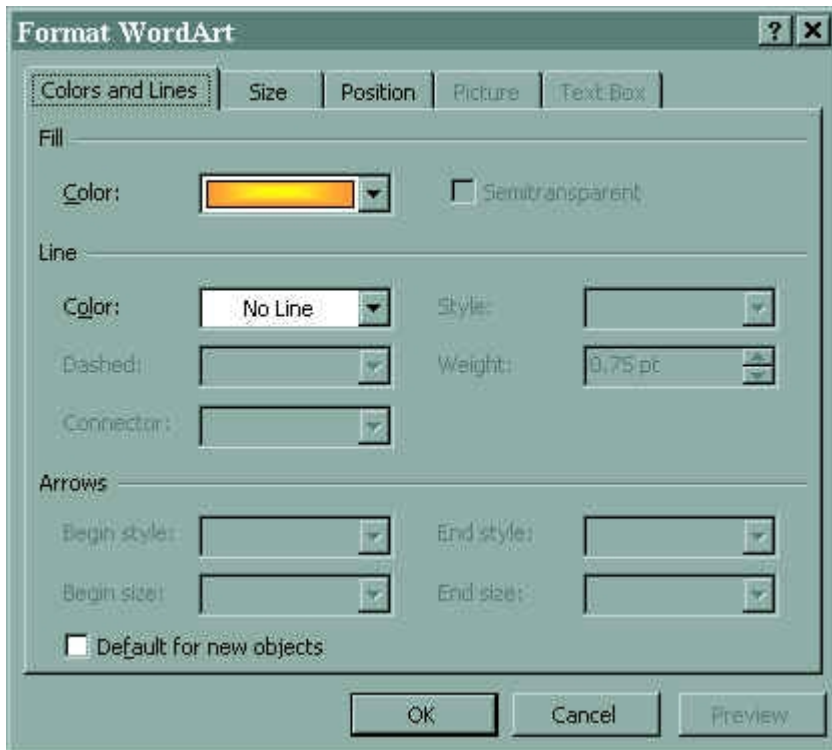 Format WordArt
Colors and Lines Size Position Picture Text Box
Fill
Color: Semitransparent
Line
Color: No Line Style:
Dashed: Weight: 0.75 pt
Connector:
Arrows
Begin style: End style:
Begin size: End size:
Default for new objects
OK Cancel Preview